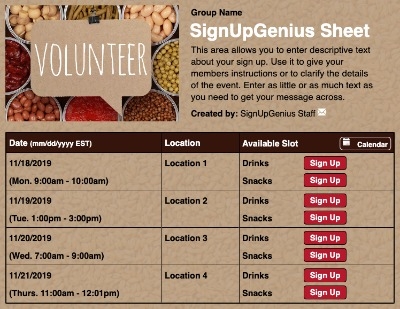 VOLUNTEER
Group Name
SignUpGenius Sheet
This area allows you to enter descriptive text
about your sign up. Use it to give your
members instructions or to clarify the details
of the event. Enter as little or as much text as
you need to get your message across.
Created by: SignUpGenius Staff
Date (mm/dd/yyyy EST) Location Available Slot Calendar
11/18/2019 Location 1 Drinks Sign Up
(Mon. 9:00am - 10:00am) Snacks Sign Up
11/19/2019 Location 2 Drinks Sign Up
(Tue. 1:00pm - 3:00pm) Snacks Sign Up
11/20/2019 Location 3 Drinks Sign Up
(Wed. 7:00am - 9:00am) Snacks Sign Up
11/21/2019 Location 4 Drinks Sign Up
(Thurs. 11:00am - 12:01pm) Snacks Sign Up